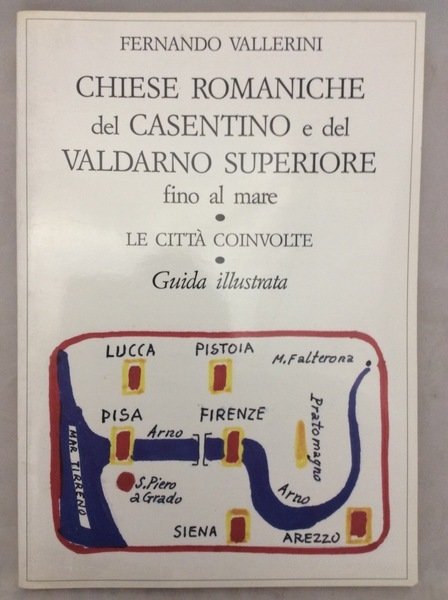 FERNANDO VALLERINI
CHIESE ROMANICHE
del CASENTINO e del
VALDARNO SUPERIORE
fino al mare
•
LE CITTÀ COINVOLTE
•
Guida illustrata
LUCCA
PISTOIA
M. Falterona
PISA
Arno
FIRENZE
Pratomagno
MAR TIRRENO
S. Piero
a Grado
Arno
SIENA
AREZZO